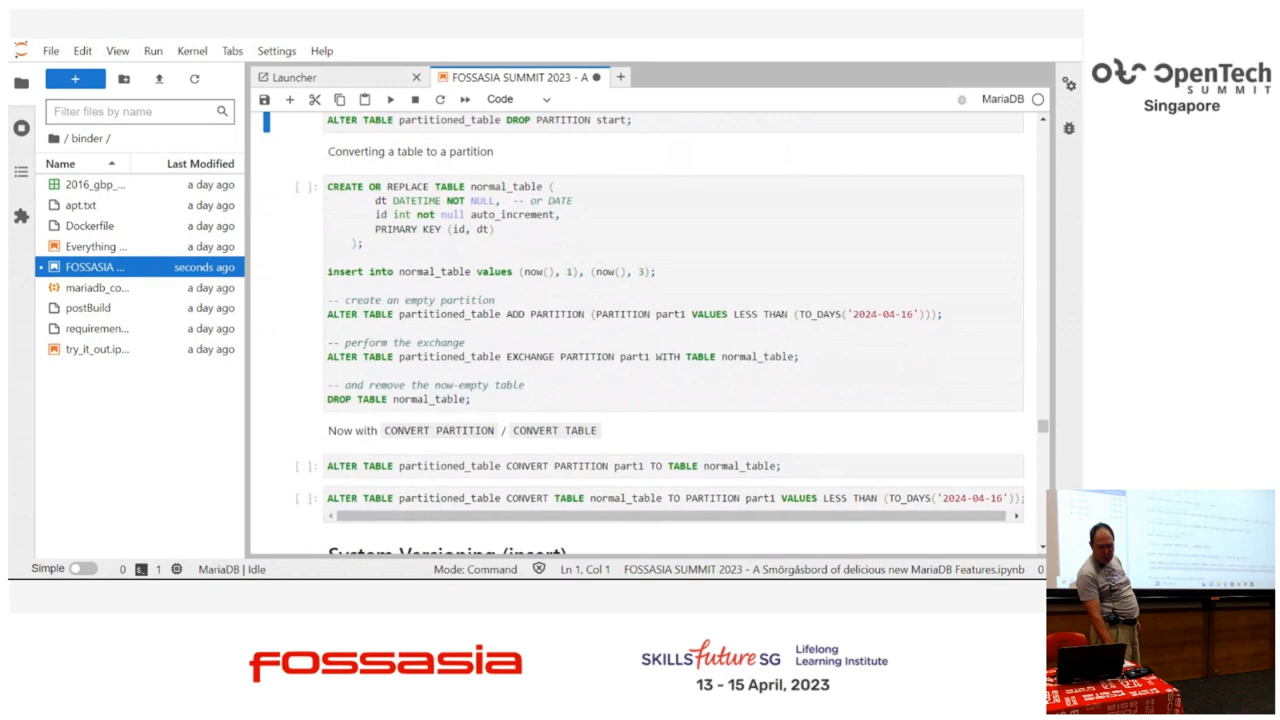 File Edit View Run Kernel Tabs Settings Help
OpenTech
SUMMIT
Singapore
+
Filter files by name
/ binder /
Name Last Modified
2016_gbp_... a day ago
apt.txt a day ago
Dockerfile a day ago
Everything ... a day ago
FOSSASIA ... seconds ago
mariadb_co... a day ago
postBuild a day ago
requiremen... a day ago
try_it_out.ip... a day ago
Launcher × FOSSASIA SUMMIT 2023 - A ● +
Code MariaDB
ALTER TABLE partitioned_table DROP PARTITION start;
Converting a table to a partition
[ ]: CREATE OR REPLACE TABLE normal_table (
dt DATETIME NOT NULL, -- or DATE
id int not null auto_increment,
PRIMARY KEY (id, dt)
);
insert into normal_table values (now(), 1), (now(), 3);
-- create an empty partition
ALTER TABLE partitioned_table ADD PARTITION (PARTITION part1 VALUES LESS THAN (TO_DAYS('2024-04-16')));
-- perform the exchange
ALTER TABLE partitioned_table EXCHANGE PARTITION part1 WITH TABLE normal_table;
-- and remove the now-empty table
DROP TABLE normal_table;
Now with CONVERT PARTITION / CONVERT TABLE
[ ]: ALTER TABLE partitioned_table CONVERT PARTITION part1 TO TABLE normal_table;
[ ]: ALTER TABLE partitioned_table CONVERT TABLE normal_table TO PARTITION part1 VALUES LESS THAN (TO_DAYS('2024-04-16'));
System Versioning (insert)
Simple 0 1 MariaDB | Idle Mode: Command Ln 1, Col 1 FOSSASIA SUMMIT 2023 - A Smörgåsbord of delicious new MariaDB Features.ipynb 0
FOSSASIA
SKILLSfuture SG
Lifelong
Learning Institute
13 - 15 April, 2023